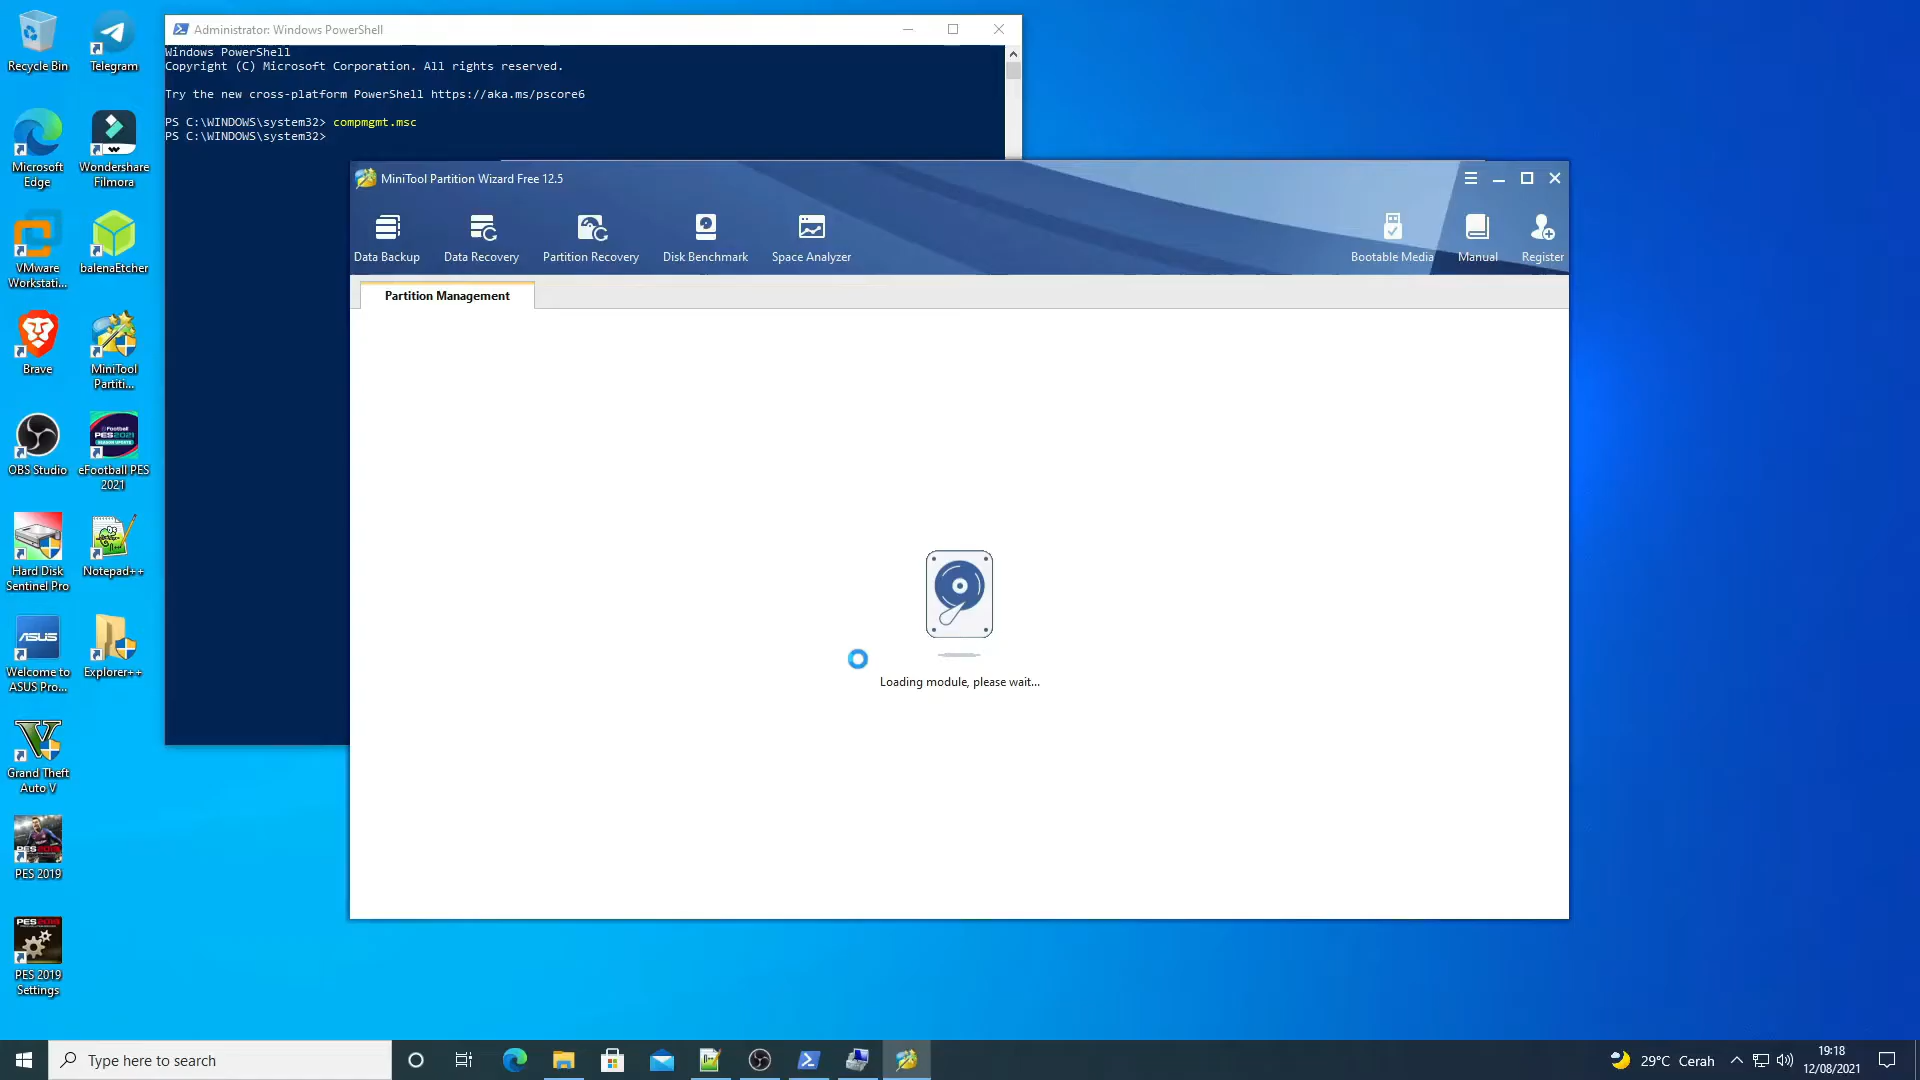 Recycle Bin
Telegram
Microsoft
Edge
Wondershare
Filmora
VMware
Workstati...
balenaEtcher
Brave
MiniTool
Partiti...
OBS Studio
eFootball PES
2021
Hard Disk
Sentinel Pro
Notepad++
Welcome to
ASUS Pro...
Explorer++
Grand Theft
Auto V
PES 2019
PES 2019
Settings
Administrator: Windows PowerShell
Windows PowerShell
Copyright (C) Microsoft Corporation. All rights reserved.
Try the new cross-platform PowerShell https://aka.ms/pscore6
PS C:\WINDOWS\system32> compmgmt.msc
PS C:\WINDOWS\system32>
MiniTool Partition Wizard Free 12.5
Data Backup
Data Recovery
Partition Recovery
Disk Benchmark
Space Analyzer
Bootable Media
Manual
Register
Partition Management
Loading module, please wait...
Type here to search
29°C Cerah
19:18
12/08/2021